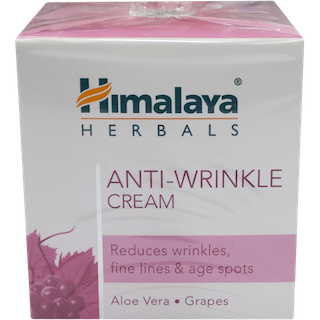 Himalaya®
HERBALS
ANTI-WRINKLE
CREAM
Reduces wrinkles,
fine lines & age spots
Aloe Vera • Grapes